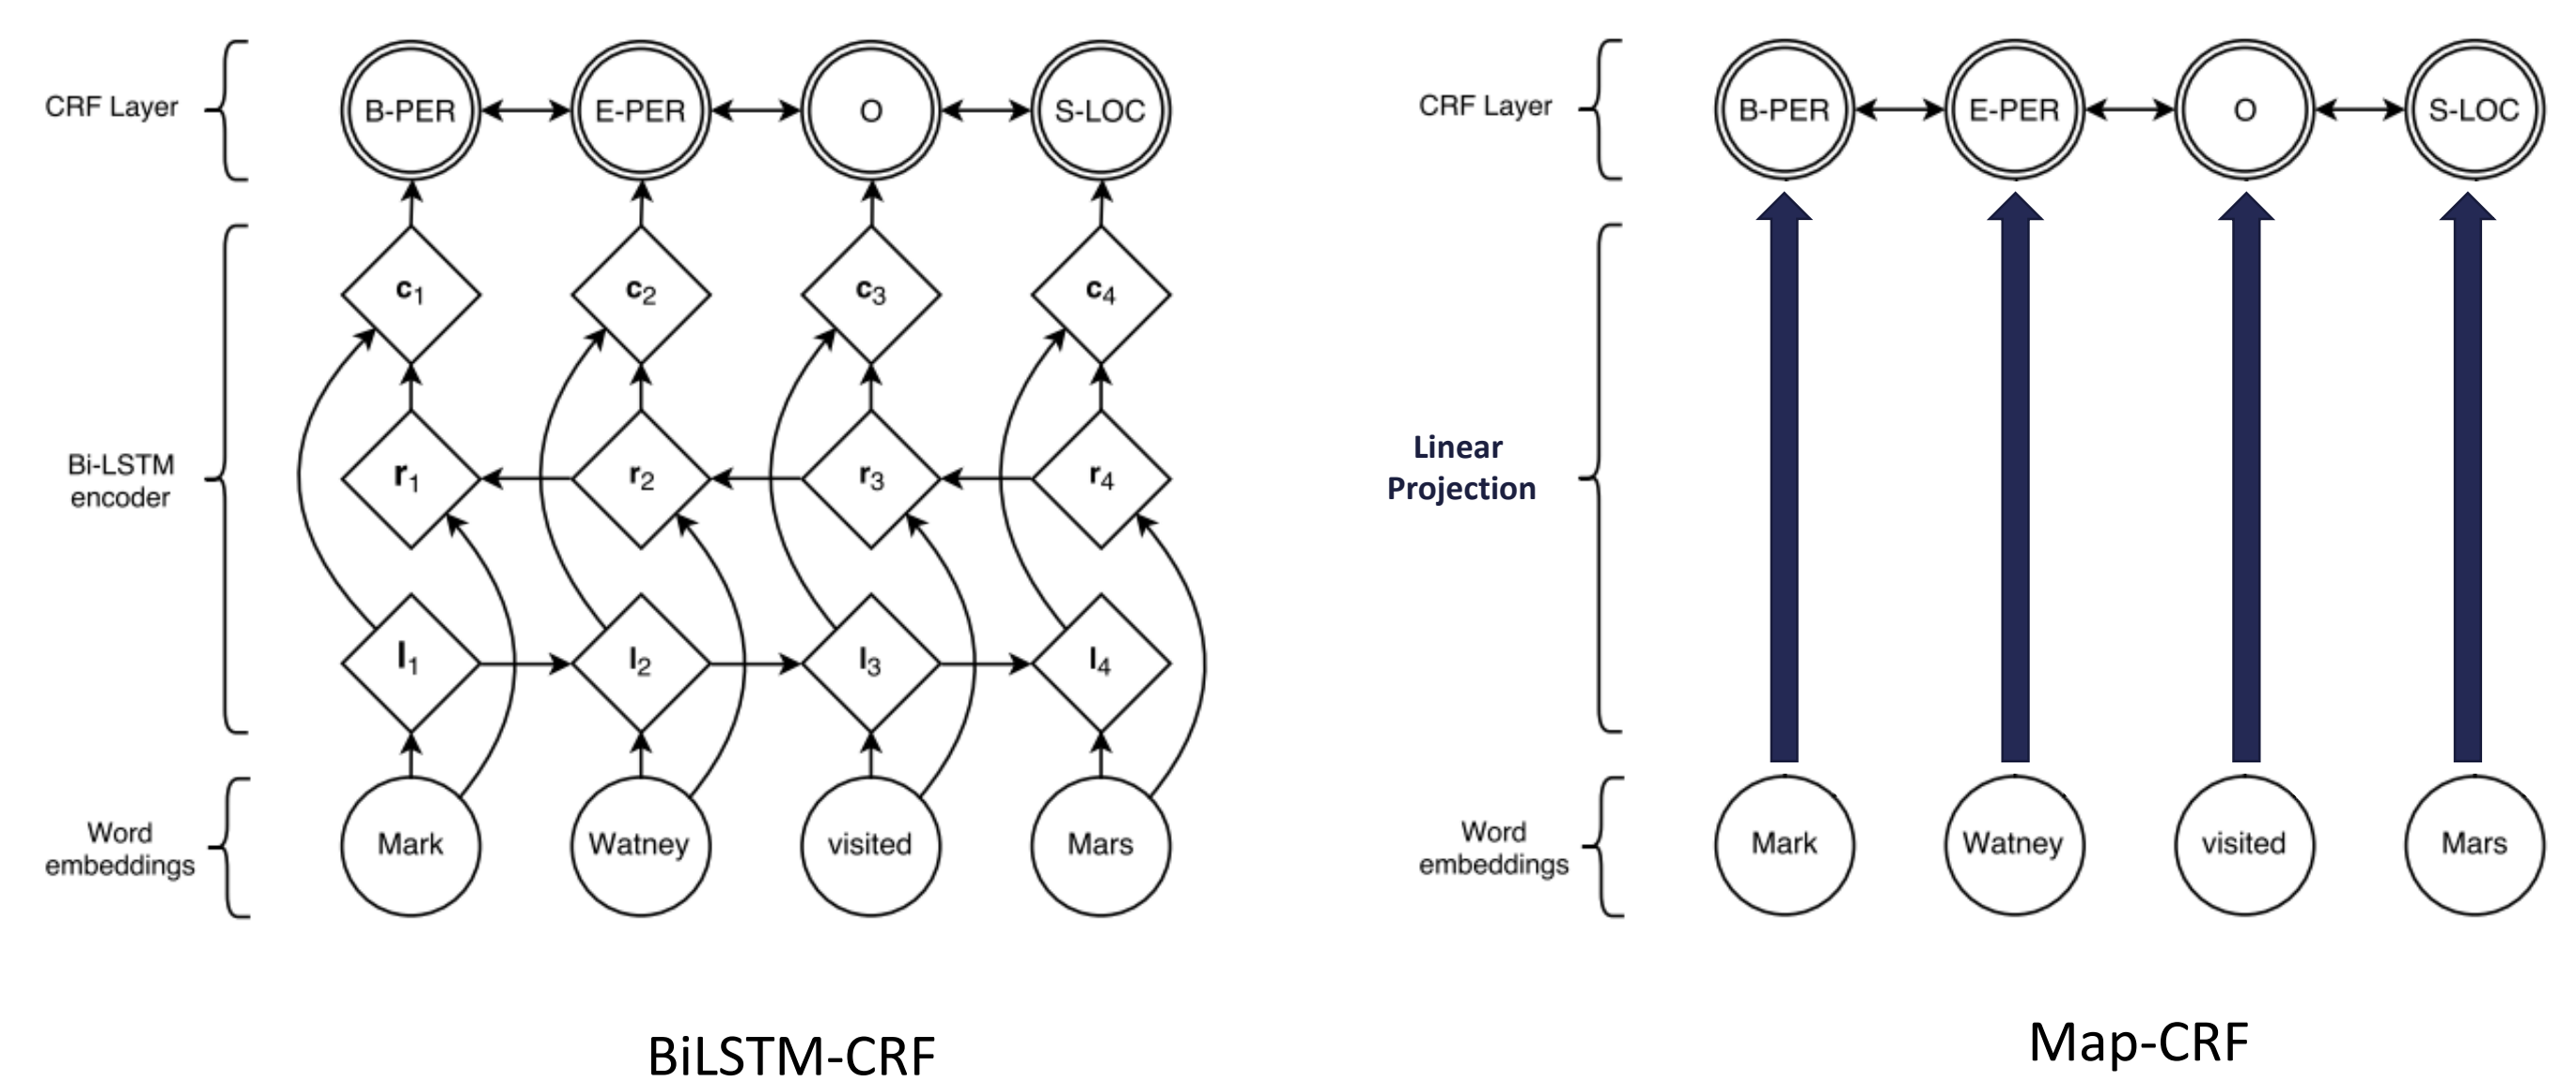 CRF Layer
B-PER
E-PER
O
S-LOC
c1
c2
c3
c4
Bi-LSTM
encoder
r1
r2
r3
r4
l1
l2
l3
l4
Word
embeddings
Mark
Watney
visited
Mars
BiLSTM-CRF
CRF Layer
B-PER
E-PER
O
S-LOC
Linear
Projection
Word
embeddings
Mark
Watney
visited
Mars
Map-CRF